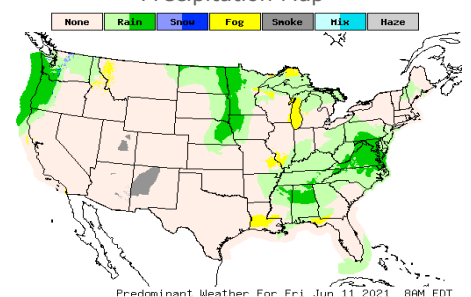 Precipitation Map
None Rain Snow Fog Smoke Mix Haze
Predominant Weather For Fri Jun 11 2021 8AM EDT